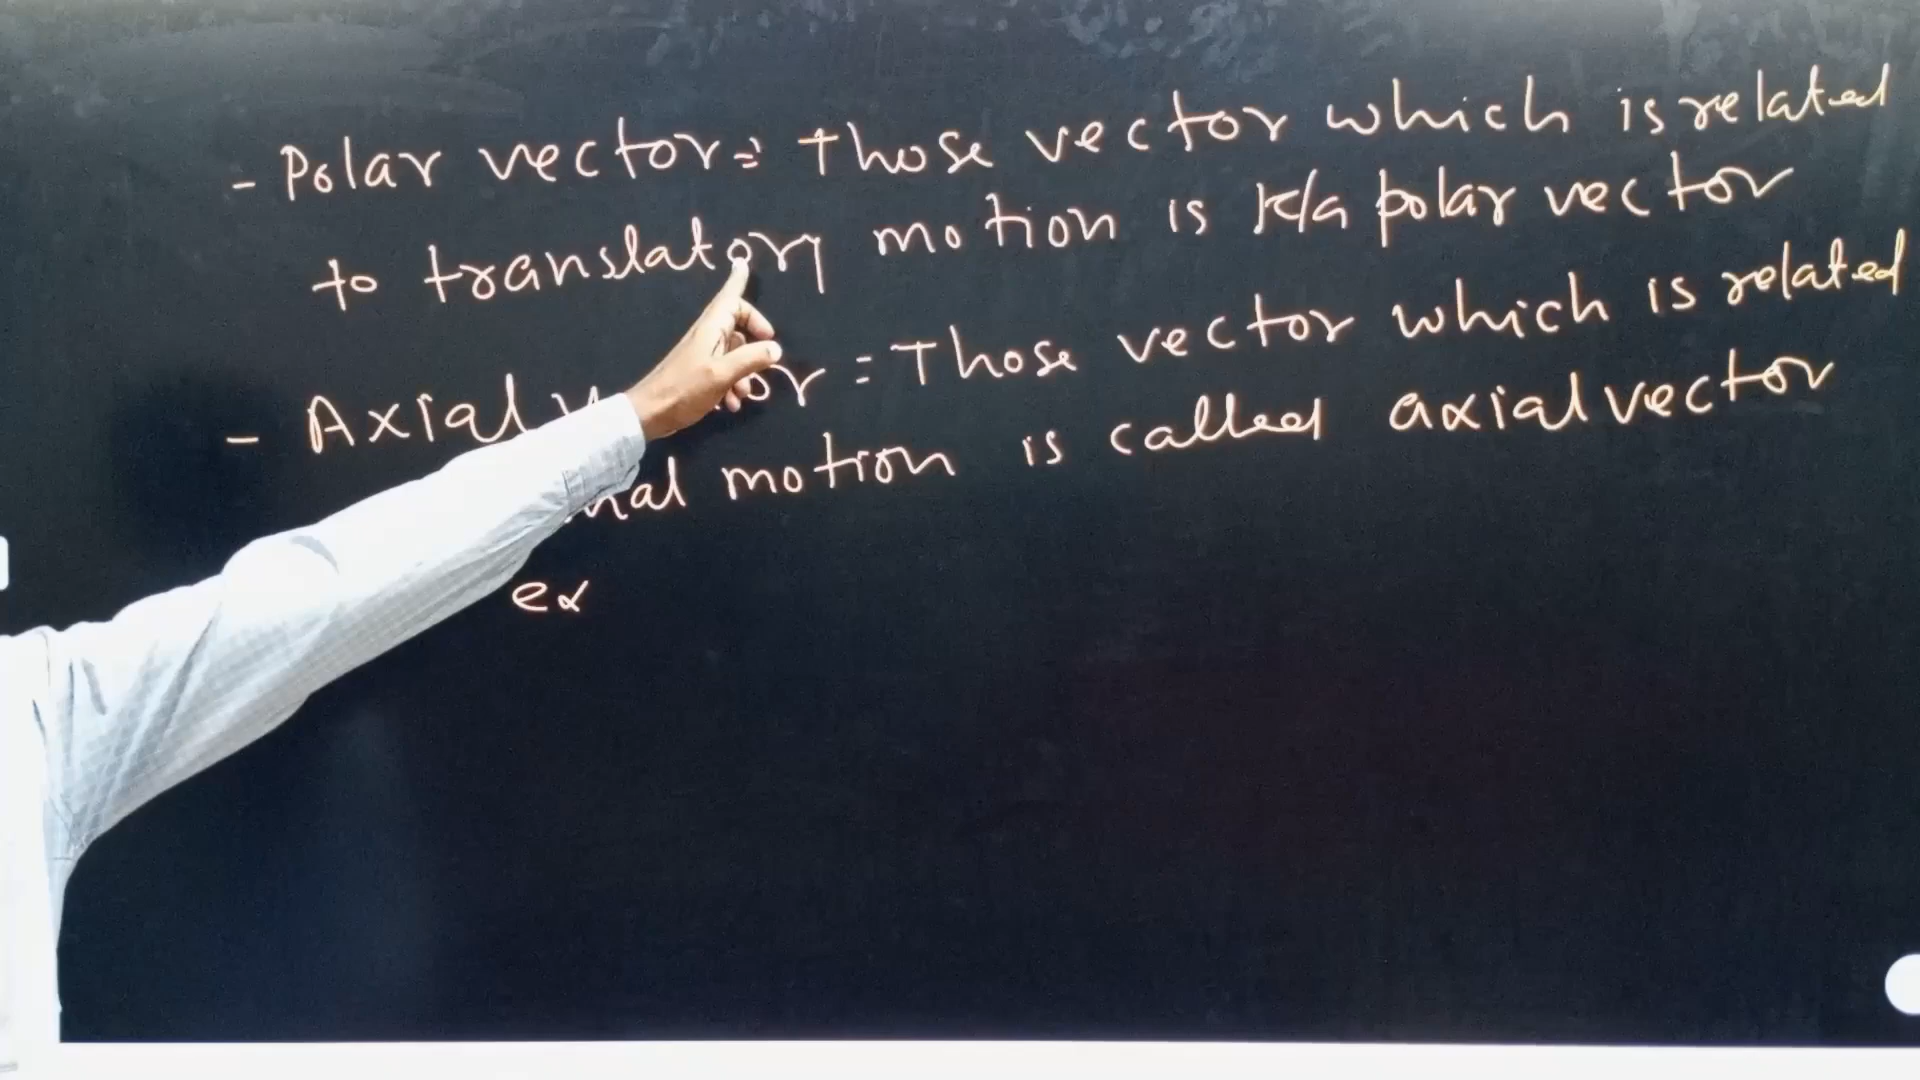 - Polar vector = Those vector which is related
to translatory motion is k/a polar vector
- Axial = Those vector which is related
motion is called axial vector
ex